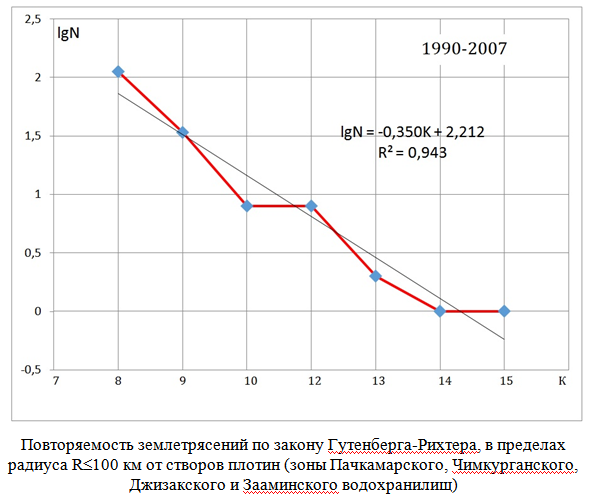 2,5
lgN
1990-2007
2
1,5
lgN = -0,350K + 2,212
R² = 0,943
1
0,5
0
-0,5
7 8 9 10 12 13 14 15 К
Повторяемость землетрясений по закону Гутенберга-Рихтера, в пределах
радиуса R≤100 км от створов плотин (зоны Пачкамарского, Чимкурганского,
Джизакского и Зааминского водохранилищ)